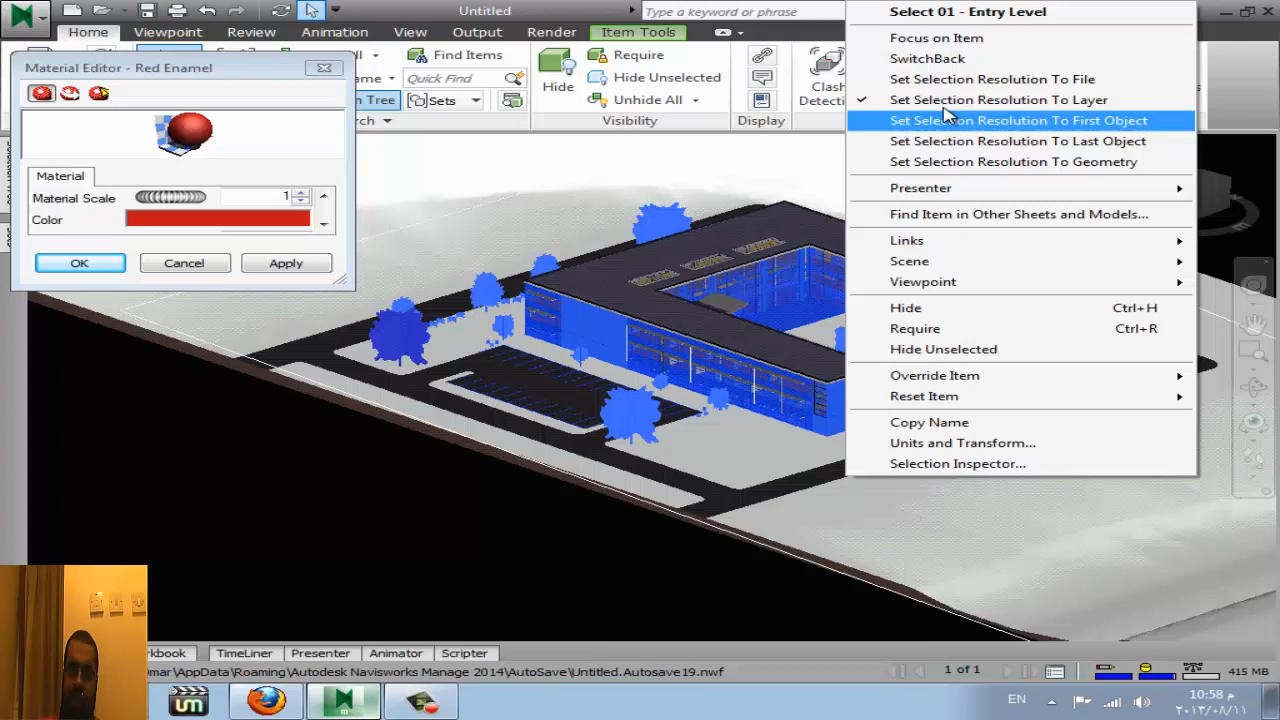 Untitled
Type a keyword or phrase
Home Viewpoint Review Animation View Output Render Item Tools
Material Editor - Red Enamel
Material
Material Scale 1
Color
OK Cancel Apply
Find Items
Quick Find
Tree Sets
Hide
Require
Hide Unselected
Unhide All
Visibility
Display
Clash
Select 01 - Entry Level
Focus on Item
SwitchBack
Set Selection Resolution To File
Set Selection Resolution To Layer
Set Selection Resolution To First Object
Set Selection Resolution To Last Object
Set Selection Resolution To Geometry
Presenter
Find Item in Other Sheets and Models...
Links
Scene
Viewpoint
Hide Ctrl+H
Require Ctrl+R
Hide Unselected
Override Item
Reset Item
Copy Name
Units and Transform...
Selection Inspector...
TimeLiner Presenter Animator Scripter
\AppData\Roaming\Autodesk Navisworks Manage 2014\AutoSave\Untitled.Autosave19.nwf
1 of 1
415 MB
EN
10:58 م
٢٠١٣/٠٨/١١